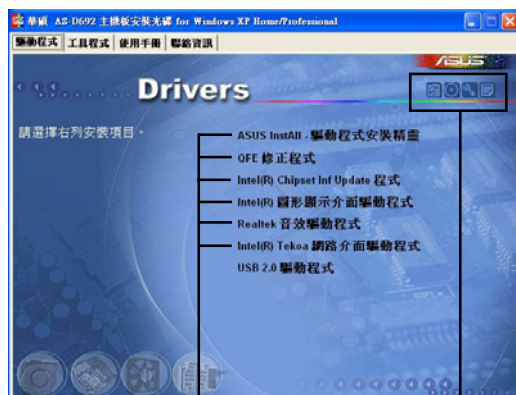 華碩 AS-D692 主機板安裝光碟 for Windows XP Home/Professional
驅動程式 工具程式 使用手冊 聯絡資訊
ASUS
Drivers
請選擇右列安裝項目。
ASUS InstAll - 驅動程式安裝精靈
QFE 修正程式
Intel(R) Chipset Inf Update 程式
Intel(R) 圖形顯示介面驅動程式
Realtek 音效驅動程式
Intel(R) Tekoa 網路介面驅動程式
USB 2.0 驅動程式